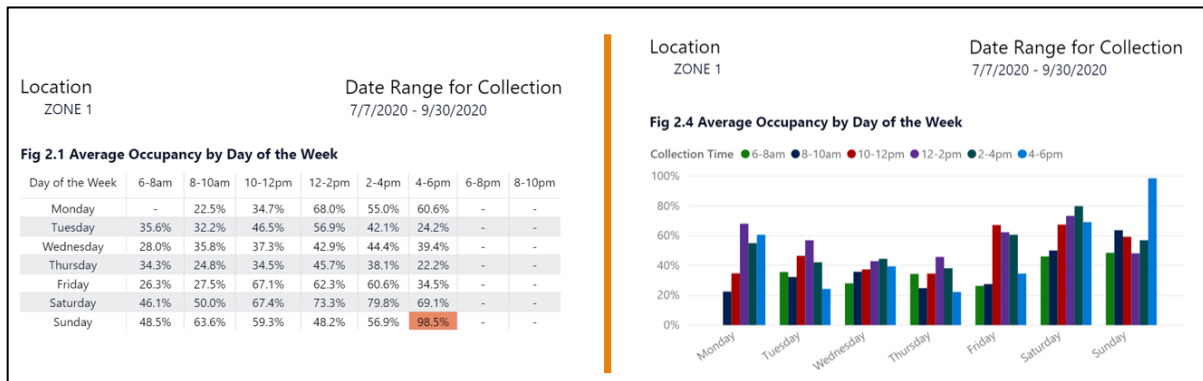 Location
Date Range for Collection
ZONE 1
7/7/2020 - 9/30/2020
Fig 2.1 Average Occupancy by Day of the Week
Day of the Week 6-8am 8-10am 10-12pm 12-2pm 2-4pm 4-6pm 6-8pm 8-10pm
Monday - 22.5% 34.7% 68.0% 55.0% 60.6% - -
Tuesday 35.6% 32.2% 46.5% 56.9% 42.1% 24.2% - -
Wednesday 28.0% 35.8% 37.3% 42.9% 44.4% 39.4% - -
Thursday 34.3% 24.8% 34.5% 45.7% 38.1% 22.2% - -
Friday 26.3% 27.5% 67.1% 62.3% 60.6% 34.5% - -
Saturday 46.1% 50.0% 67.4% 73.3% 79.8% 69.1% - -
Sunday 48.5% 63.6% 59.3% 48.2% 56.9% 98.5% - -
Location
Date Range for Collection
ZONE 1
7/7/2020 - 9/30/2020
Fig 2.4 Average Occupancy by Day of the Week
Collection Time 6-8am 8-10am 10-12pm 12-2pm 2-4pm 4-6pm
100%
80%
60%
40%
20%
0%
Monday
Tuesday
Wednesday
Thursday
Friday
Saturday
Sunday